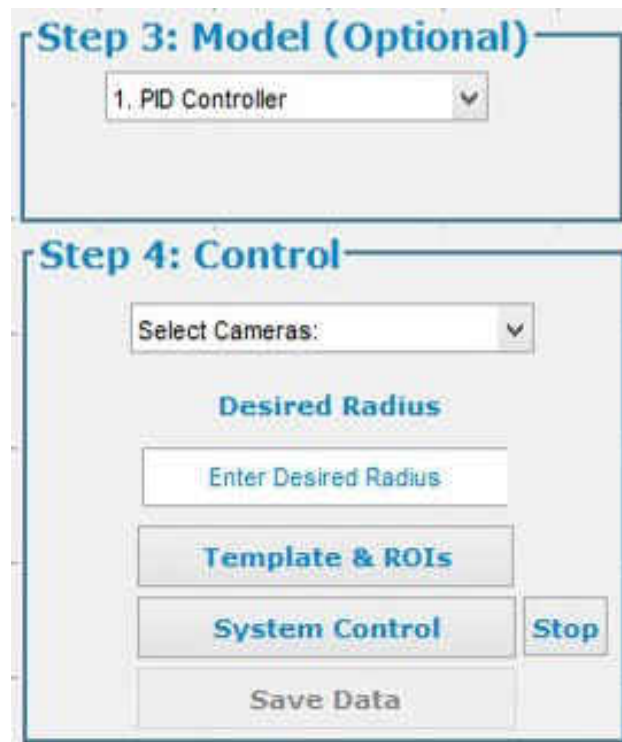 Step 3: Model (Optional)
1. PID Controller
Step 4: Control
Select Cameras:
Desired Radius
Enter Desired Radius
Template & ROIs
System Control
Stop
Save Data